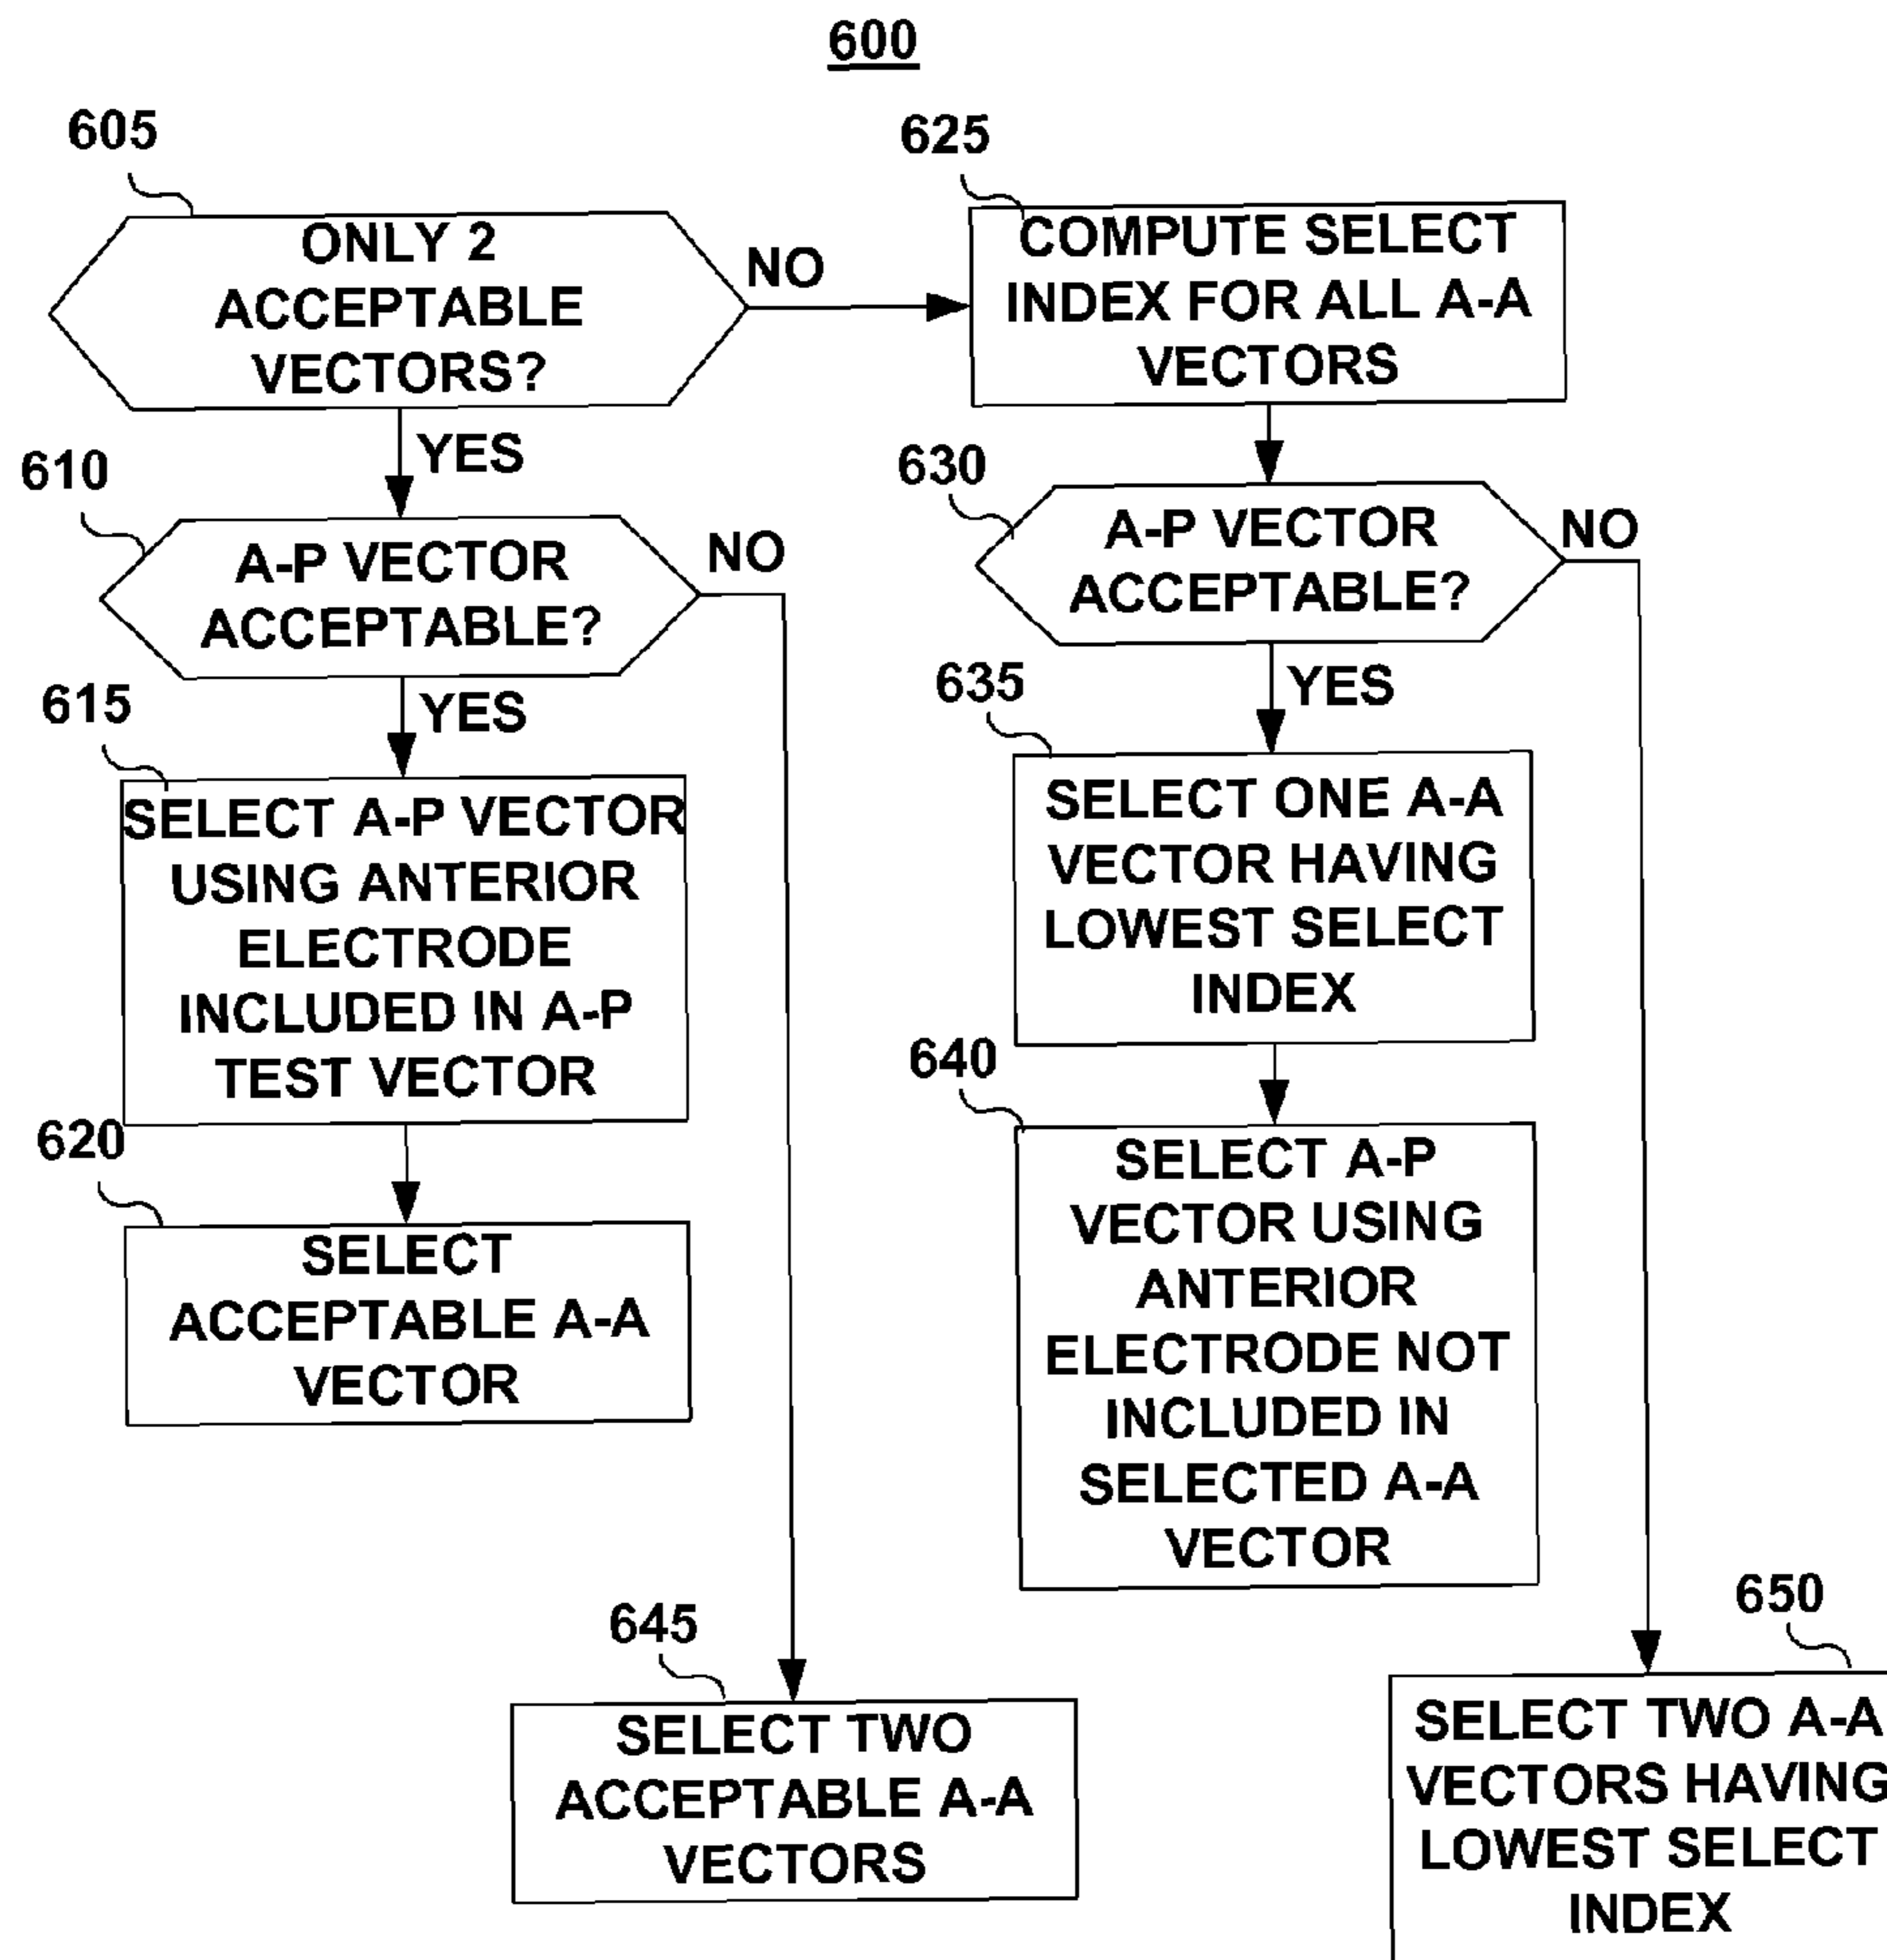 600
605
ONLY 2
ACCEPTABLE
VECTORS?
NO
YES
625
COMPUTE SELECT
INDEX FOR ALL A-A
VECTORS
610
A-P VECTOR
ACCEPTABLE?
NO
YES
630
A-P VECTOR
ACCEPTABLE?
NO
YES
615
SELECT A-P VECTOR
USING ANTERIOR
ELECTRODE
INCLUDED IN A-P
TEST VECTOR
635
SELECT ONE A-A
VECTOR HAVING
LOWEST SELECT
INDEX
620
SELECT
ACCEPTABLE A-A
VECTOR
640
SELECT A-P
VECTOR USING
ANTERIOR
ELECTRODE NOT
INCLUDED IN
SELECTED A-A
VECTOR
645
SELECT TWO
ACCEPTABLE A-A
VECTORS
650
SELECT TWO A-A
VECTORS HAVING
LOWEST SELECT
INDEX